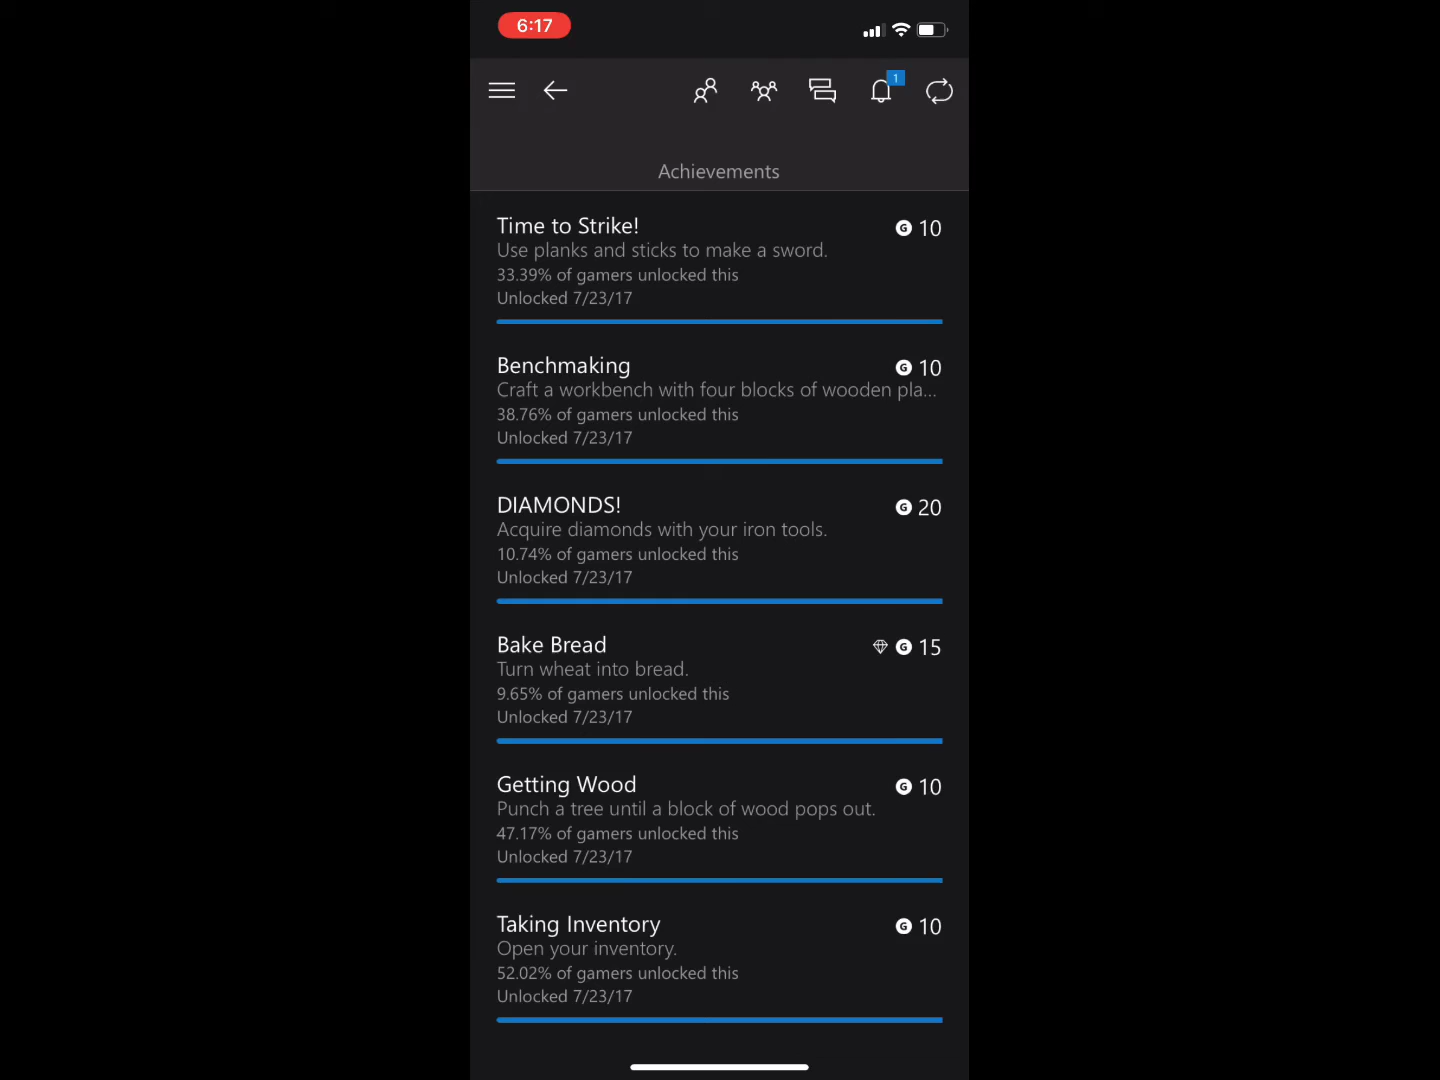 6:17
1
Achievements
Time to Strike!
G 10
Use planks and sticks to make a sword.
33.39% of gamers unlocked this
Unlocked 7/23/17
Benchmaking
G 10
Craft a workbench with four blocks of wooden pla...
38.76% of gamers unlocked this
Unlocked 7/23/17
DIAMONDS!
G 20
Acquire diamonds with your iron tools.
10.74% of gamers unlocked this
Unlocked 7/23/17
Bake Bread
G 15
Turn wheat into bread.
9.65% of gamers unlocked this
Unlocked 7/23/17
Getting Wood
G 10
Punch a tree until a block of wood pops out.
47.17% of gamers unlocked this
Unlocked 7/23/17
Taking Inventory
G 10
Open your inventory.
52.02% of gamers unlocked this
Unlocked 7/23/17